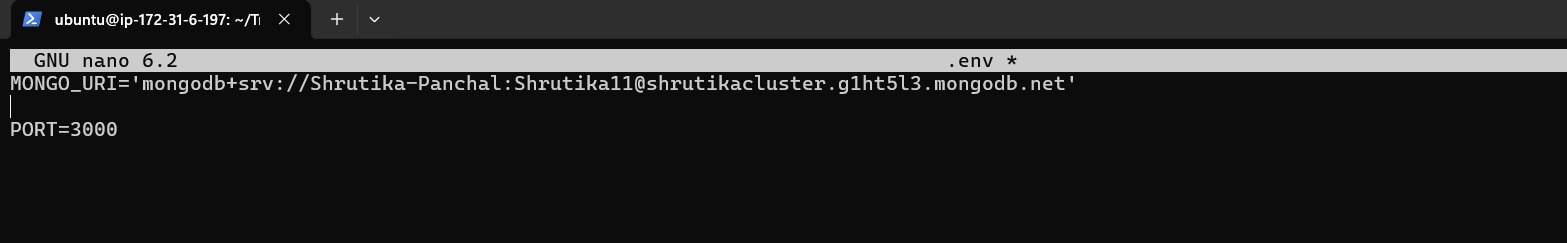 ubuntu@ip-172-31-6-197: ~/Tr
GNU nano 6.2 .env *
MONGO_URI='mongodb+srv://Shrutika-Panchal:Shrutika11@shrutikacluster.g1ht5l3.mongodb.net'
PORT=3000